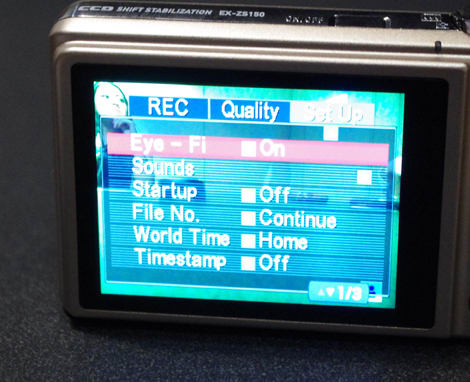 CCD SHIFT STABILIZATION EX-ZS150 ON/OFF
REC Quality Set Up
Eye-Fi On
Sounds
Startup Off
File No. Continue
World Time Home
Timestamp Off
▲▼1/3